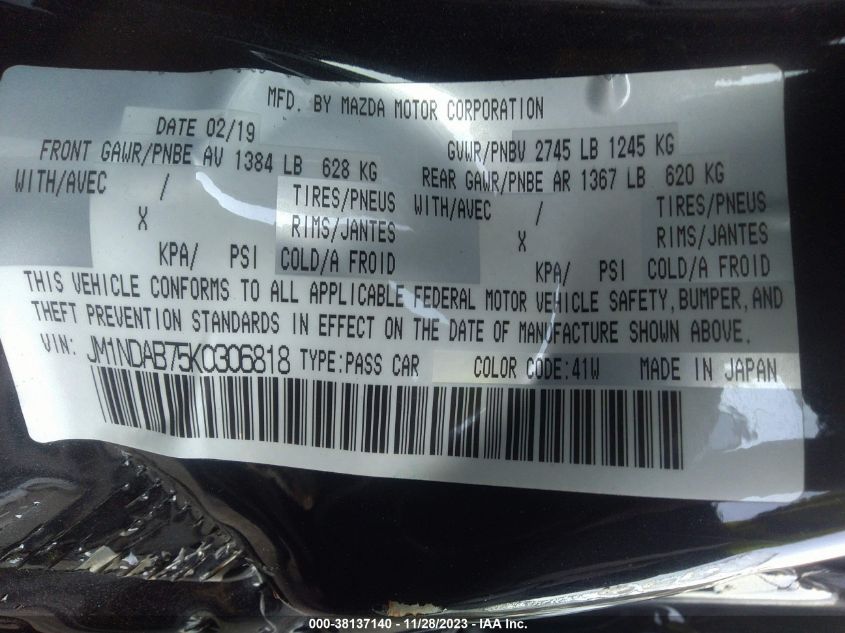 MFD. BY MAZDA MOTOR CORPORATION
DATE 02/19
GVWR/PNBV 2745 LB 1245 KG
FRONT GAWR/PNBE AV 1384 LB 628 KG
REAR GAWR/PNBE AR 1367 LB 620 KG
WITH/AVEC / TIRES/PNEUS
WITH/AVEC / TIRES/PNEUS
X RIMS/JANTES
X RIMS/JANTES
KPA/ PSI COLD/A FROID
KPA/ PSI COLD/A FROID
THIS VEHICLE CONFORMS TO ALL APPLICABLE FEDERAL MOTOR VEHICLE SAFETY, BUMPER, AND
THEFT PREVENTION STANDARDS IN EFFECT ON THE DATE OF MANUFACTURE SHOWN ABOVE.
VIN: JM1NDAB75K0306818 TYPE:PASS CAR COLOR CODE:41W MADE IN JAPAN
000-38137140 - 11/28/2023 - IAA Inc.